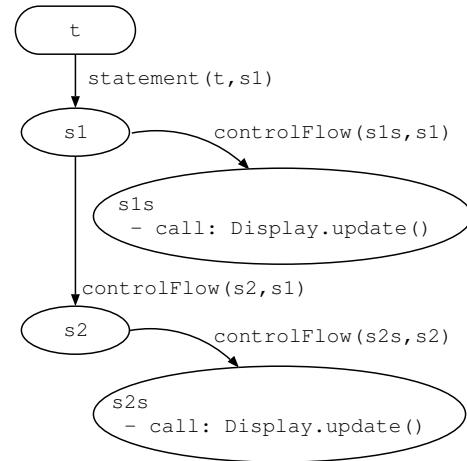 t
statement(t,s1)
s1
controlFlow(s1s,s1)
s1s
- call: Display.update()
controlFlow(s2,s1)
s2
controlFlow(s2s,s2)
s2s
- call: Display.update()